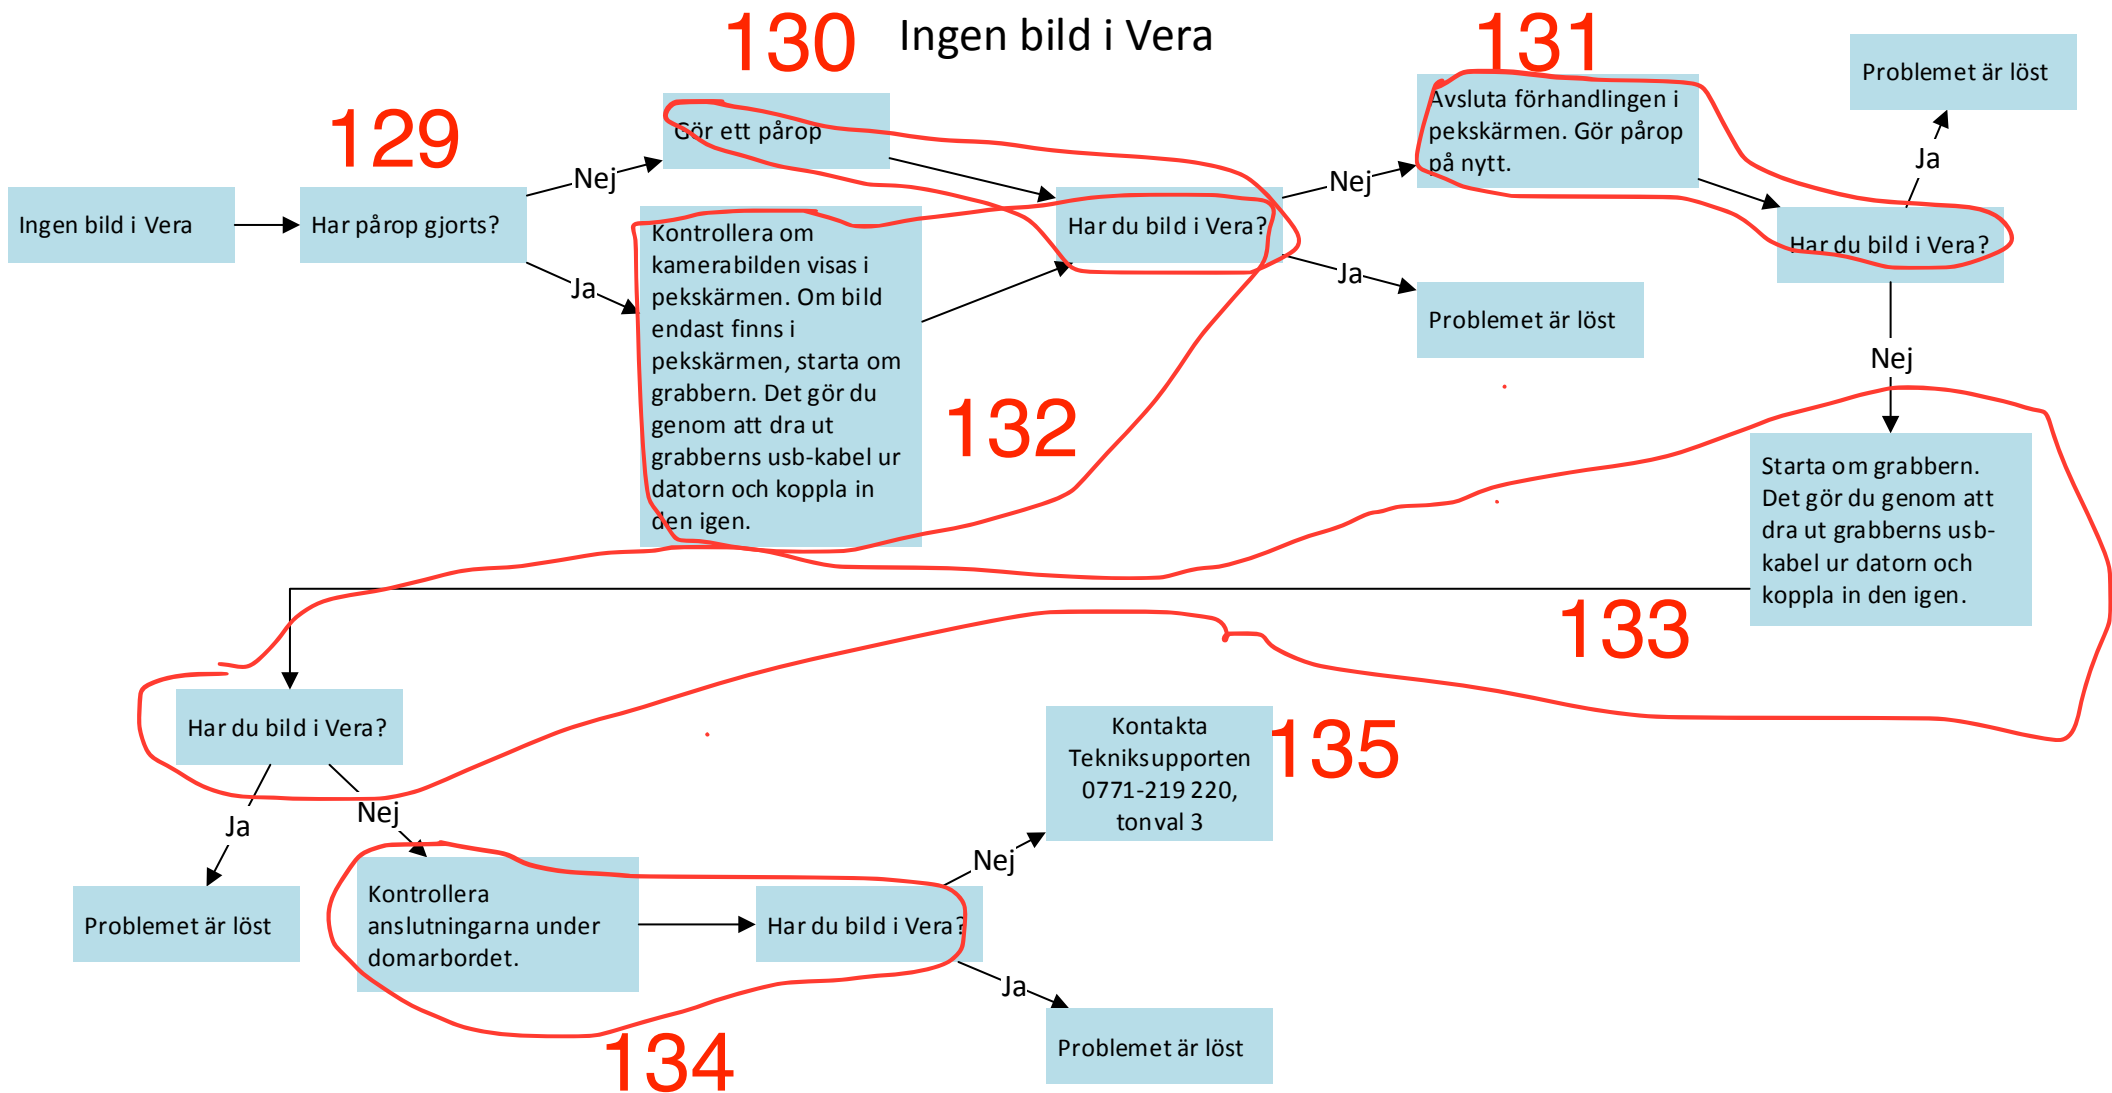 130
Ingen bild i Vera
131
Problemet är löst
129
Gör ett pårop
Avsluta förhandlingen i
pekskärmen. Gör pårop
på nytt.
Ja
Nej
Nej
Ingen bild i Vera
Har pårop gjorts?
Har du bild i Vera?
Har du bild i Vera?
Ja
Kontrollera om
kamerabilden visas i
pekskärmen. Om bild
endast finns i
pekskärmen, starta om
grabbern. Det gör du
genom att dra ut
grabberns usb-kabel ur
datorn och koppla in
den igen.
Ja
Problemet är löst
Nej
132
Starta om grabbern.
Det gör du genom att
dra ut grabberns usb-
kabel ur datorn och
koppla in den igen.
133
Har du bild i Vera?
Kontakta
Tekniksupporten
0771-219 220,
tonval 3
135
Ja
Nej
Nej
Problemet är löst
Kontrollera
anslutningarna under
domarbordet.
Har du bild i Vera?
Ja
134
Problemet är löst